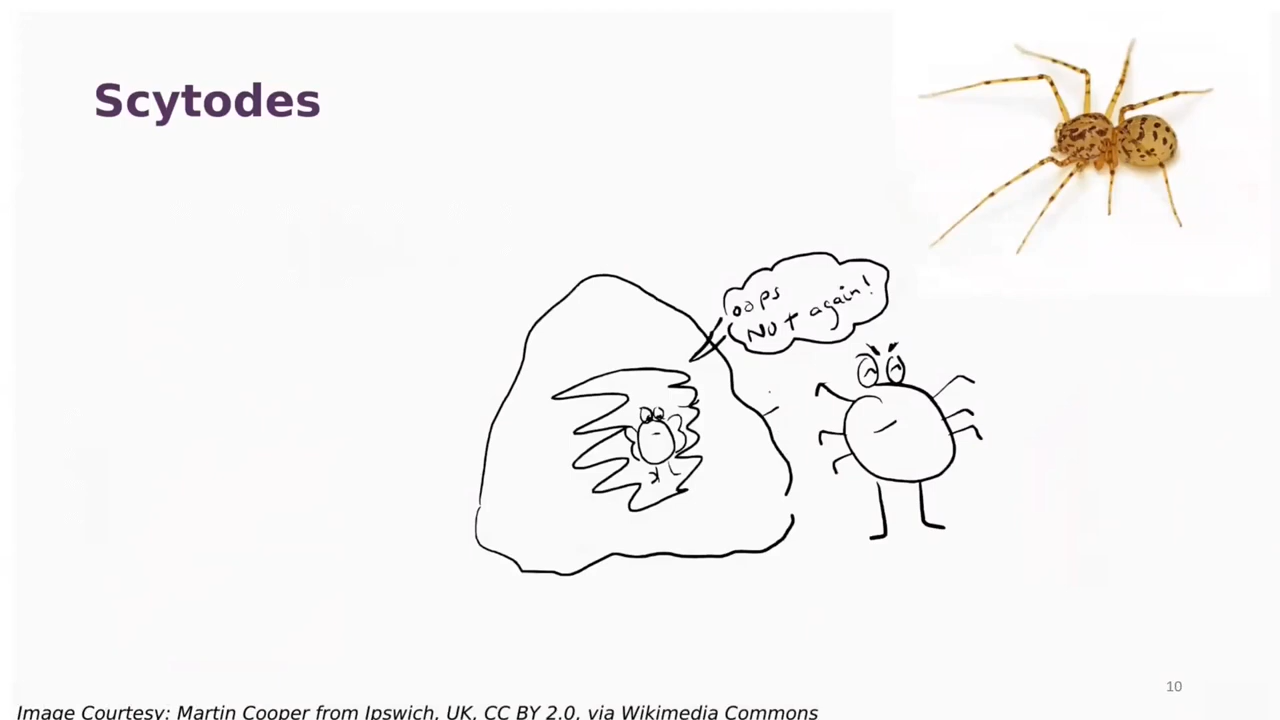 Scytodes
oops
Not again!
10
Image Courtesy: Martin Cooper from Ipswich, UK, CC BY 2.0, via Wikimedia Commons